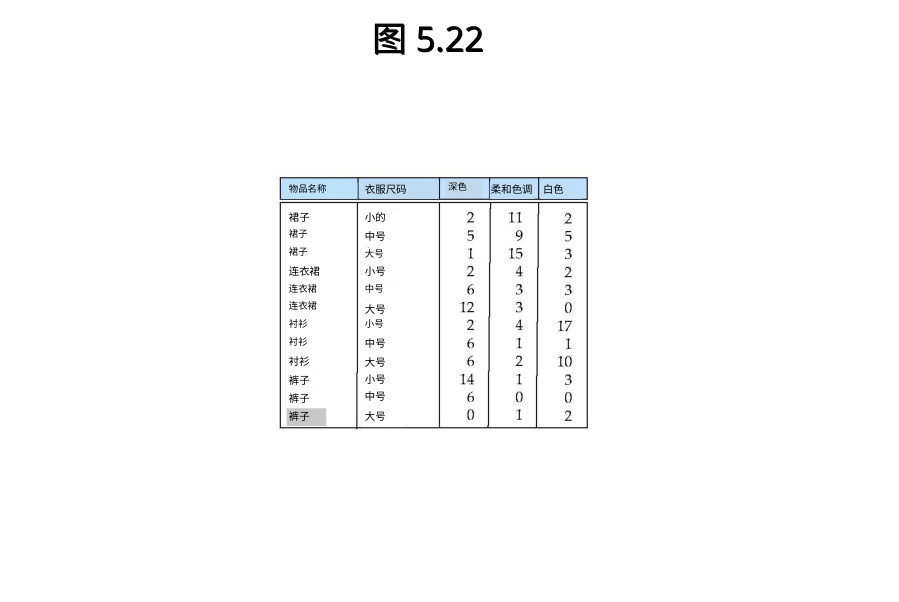 图 5.22
物品名称 衣服尺码 深色 柔和色调 白色
裙子 小的 2 11 2
裙子 中号 5 9 5
裙子 大号 1 15 3
连衣裙 小号 2 4 2
连衣裙 中号 6 3 3
连衣裙 大号 12 3 0
衬衫 小号 2 4 17
衬衫 中号 6 1 1
衬衫 大号 6 2 10
裤子 小号 14 1 3
裤子 中号 6 0 0
裤子 大号 0 1 2